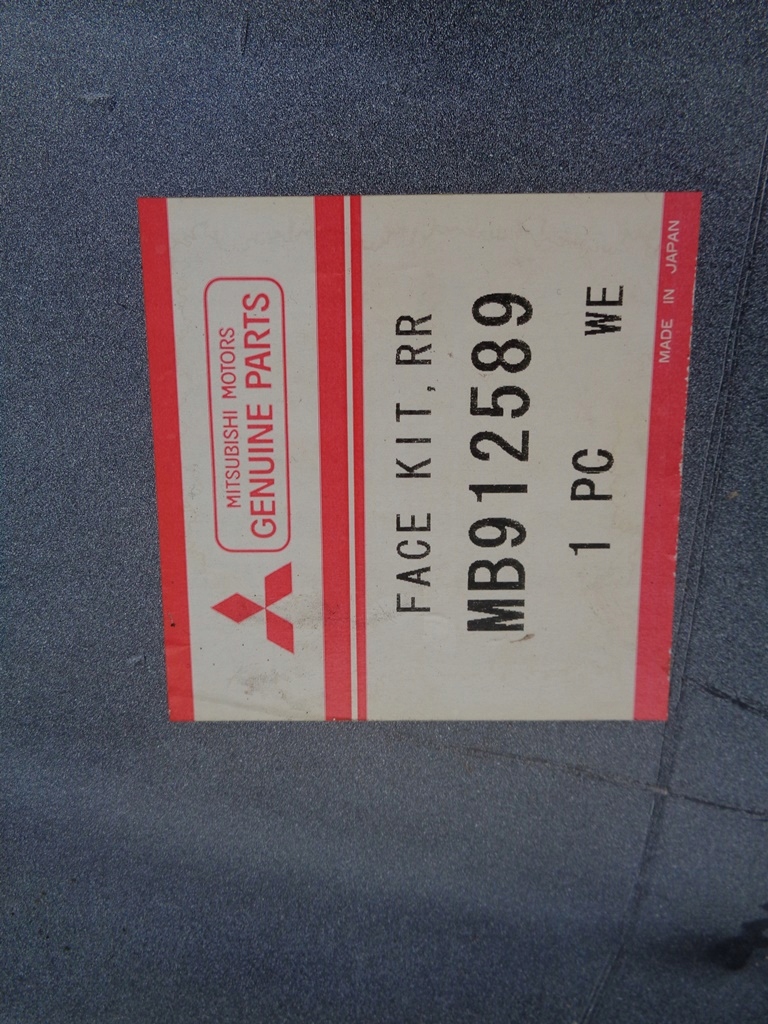 MITSUBISHI MOTORS
GENUINE PARTS
FACE KIT, RR
MB912589
1 PC WE
MADE IN JAPAN